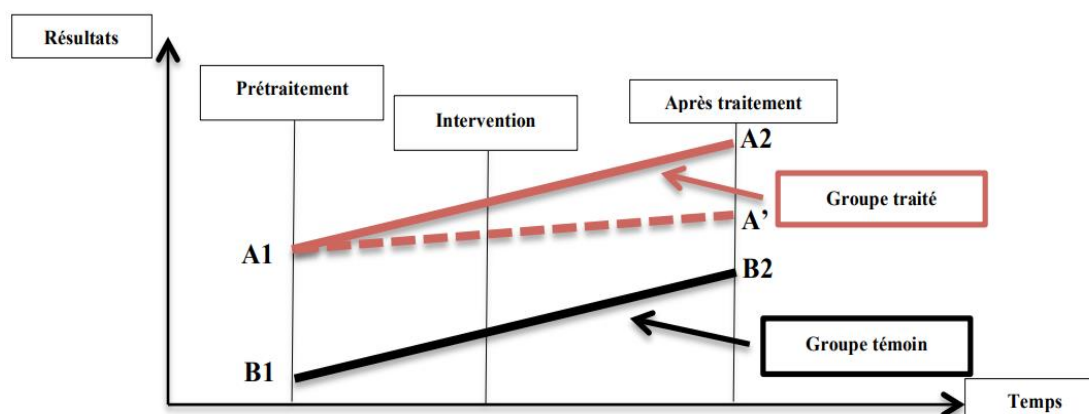 Résultats
Prétraitement
Intervention
Après traitement
A2
Groupe traité
A’
A1
B2
Groupe témoin
B1
Temps